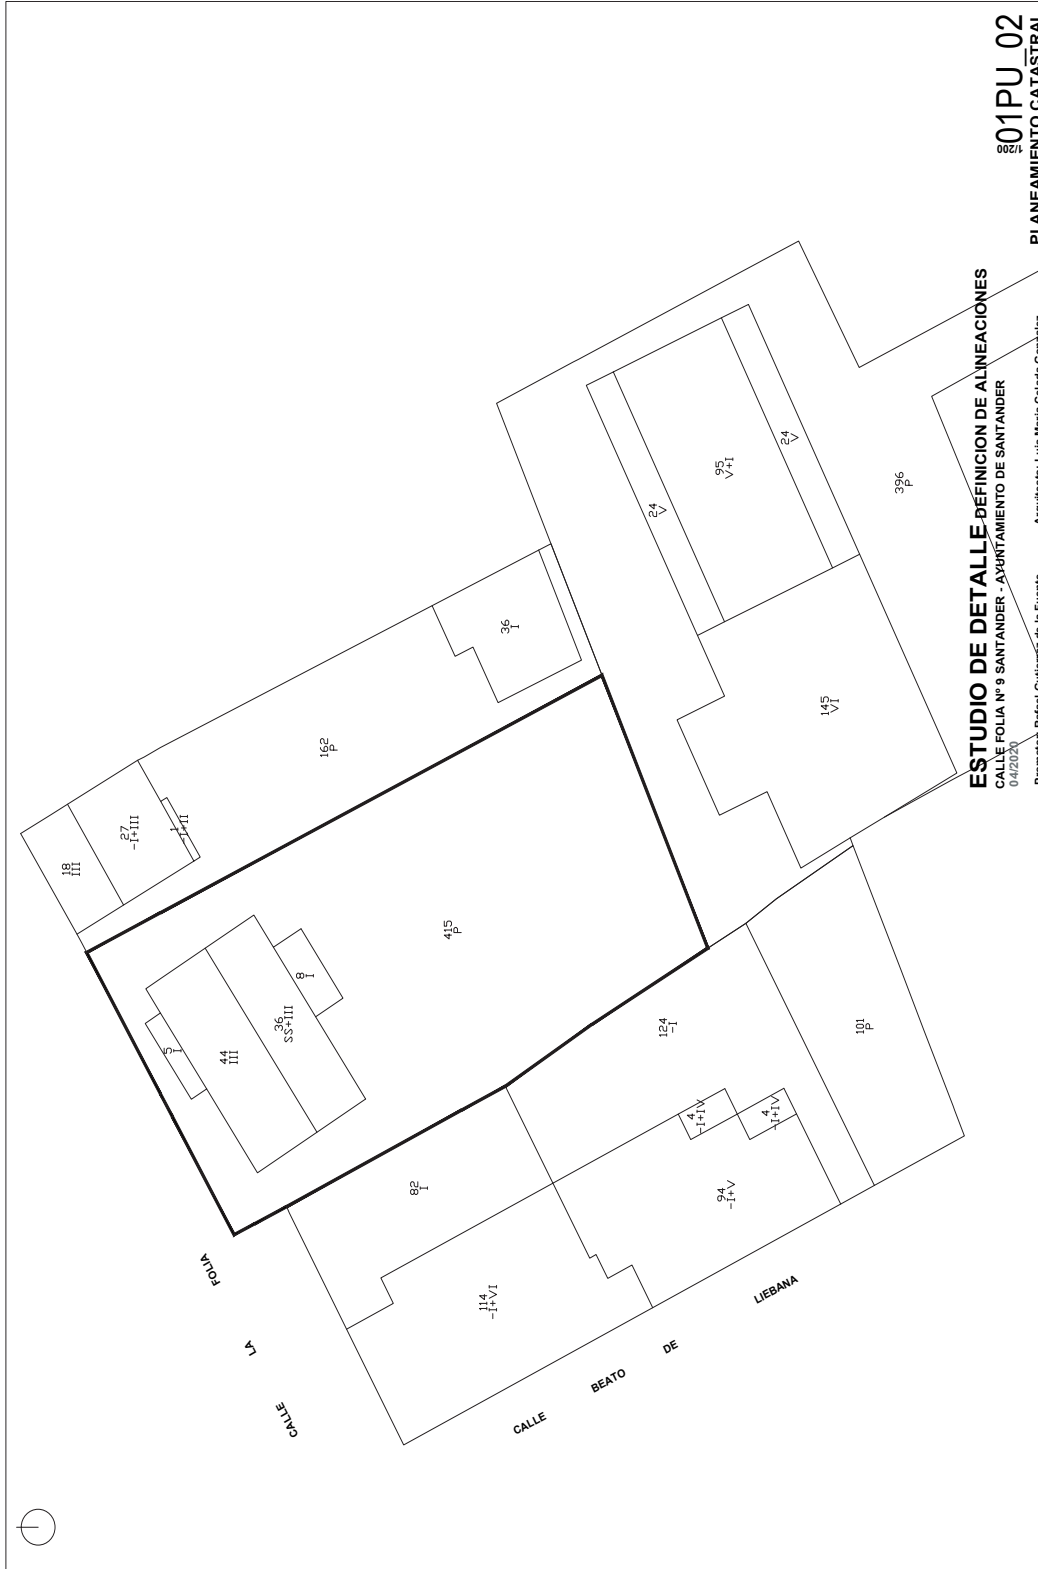 01PU_02
1/200
PLANEAMIENTO CATASTRAL
ESTUDIO DE DETALLE DEFINICION DE ALINEACIONES
CALLE FOLIA Nº 9 SANTANDER - AYUNTAMIENTO DE SANTANDER
04/2020
18
III
27
-I+III
1
-I+II
162
P
36
I
5
I
44
III
36
SS+III
8
I
415
P
24
V
95
V+I
24
V
396
P
145
VI
124
-I
101
P
82
I
4
-I+IV
4
-I+IV
94
-I+V
114
-I+VI
CALLE LA FOLIA
CALLE BEATO DE LIEBANA